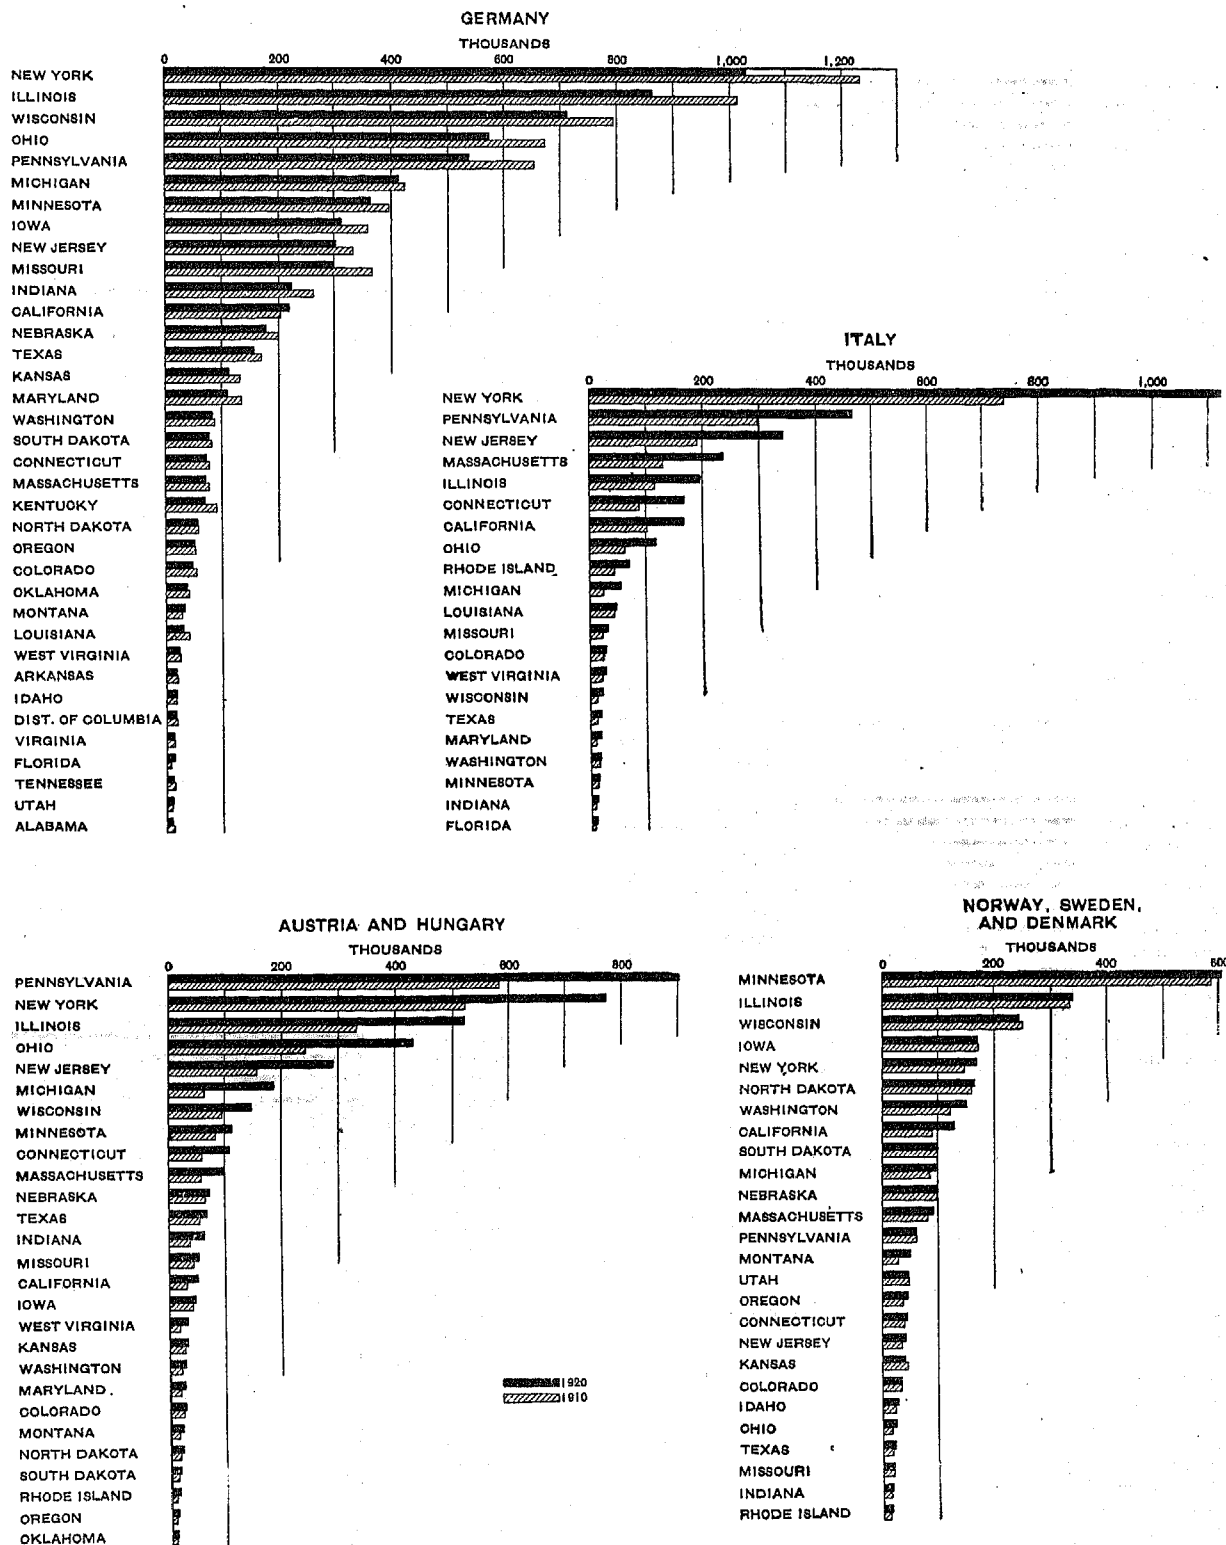 GERMANY
THOUSANDS
0 200 400 600 800 1,000 1,200
NEW YORK
ILLINOIS
WISCONSIN
OHIO
PENNSYLVANIA
MICHIGAN
MINNESOTA
IOWA
NEW JERSEY
MISSOURI
INDIANA
CALIFORNIA
NEBRASKA
TEXAS
KANSAS
MARYLAND
WASHINGTON
SOUTH DAKOTA
CONNECTICUT
MASSACHUSETTS
KENTUCKY
NORTH DAKOTA
OREGON
COLORADO
OKLAHOMA
MONTANA
LOUISIANA
WEST VIRGINIA
ARKANSAS
IDAHO
DIST. OF COLUMBIA
VIRGINIA
FLORIDA
TENNESSEE
UTAH
ALABAMA
ITALY
THOUSANDS
0 200 400 600 800 1,000
NEW YORK
PENNSYLVANIA
NEW JERSEY
MASSACHUSETTS
ILLINOIS
CONNECTICUT
CALIFORNIA
OHIO
RHODE ISLAND
MICHIGAN
LOUISIANA
MISSOURI
COLORADO
WEST VIRGINIA
WISCONSIN
TEXAS
MARYLAND
WASHINGTON
MINNESOTA
INDIANA
FLORIDA
AUSTRIA AND HUNGARY
THOUSANDS
0 200 400 600 800
PENNSYLVANIA
NEW YORK
ILLINOIS
OHIO
NEW JERSEY
MICHIGAN
WISCONSIN
MINNESOTA
CONNECTICUT
MASSACHUSETTS
NEBRASKA
TEXAS
INDIANA
MISSOURI
CALIFORNIA
IOWA
WEST VIRGINIA
KANSAS
WASHINGTON
MARYLAND
COLORADO
MONTANA
NORTH DAKOTA
SOUTH DAKOTA
RHODE ISLAND
OREGON
OKLAHOMA
1920
1910
NORWAY, SWEDEN,
AND DENMARK
THOUSANDS
0 200 400 600
MINNESOTA
ILLINOIS
WISCONSIN
IOWA
NEW YORK
NORTH DAKOTA
WASHINGTON
CALIFORNIA
SOUTH DAKOTA
MICHIGAN
NEBRASKA
MASSACHUSETTS
PENNSYLVANIA
MONTANA
UTAH
OREGON
CONNECTICUT
NEW JERSEY
KANSAS
COLORADO
IDAHO
OHIO
TEXAS
MISSOURI
INDIANA
RHODE ISLAND